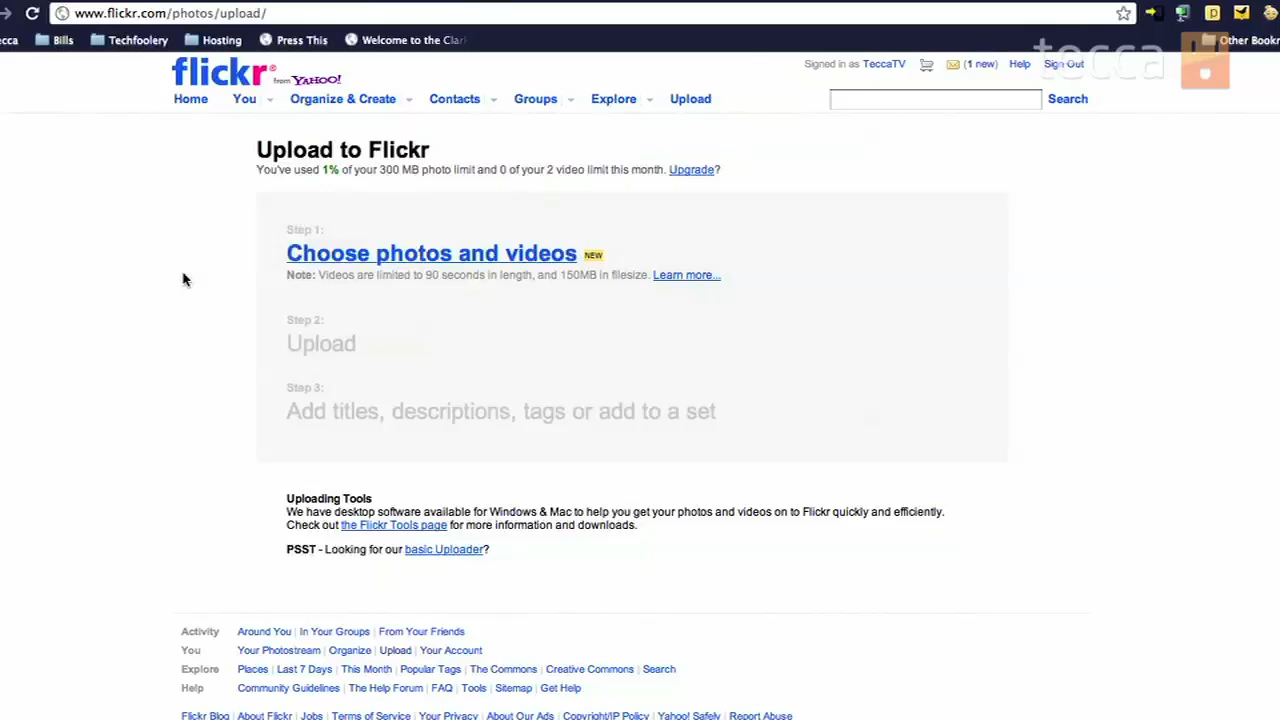 www.flickr.com/photos/upload/
ecca Bills Techfoolery Hosting Press This Welcome to the Clar Other Bookr
tecca
flickr from YAHOO!
Signed in as TeccaTV (1 new) Help Sign Out
Home You Organize & Create Contacts Groups Explore Upload Search
Upload to Flickr
You've used 1% of your 300 MB photo limit and 0 of your 2 video limit this month. Upgrade?
Step 1:
Choose photos and videos NEW
Note: Videos are limited to 90 seconds in length, and 150MB in filesize. Learn more...
Step 2:
Upload
Step 3:
Add titles, descriptions, tags or add to a set
Uploading Tools
We have desktop software available for Windows & Mac to help you get your photos and videos on to Flickr quickly and efficiently.
Check out the Flickr Tools page for more information and downloads.
PSST - Looking for our basic Uploader?
Activity Around You | In Your Groups | From Your Friends
You Your Photostream | Organize | Upload | Your Account
Explore Places | Last 7 Days | This Month | Popular Tags | The Commons | Creative Commons | Search
Help Community Guidelines | The Help Forum | FAQ | Tools | Sitemap | Get Help
Flickr Blog | About Flickr | Jobs | Terms of Service | Your Privacy | About Our Ads | Copyright/IP Policy | Yahoo! Safely | Report Abuse